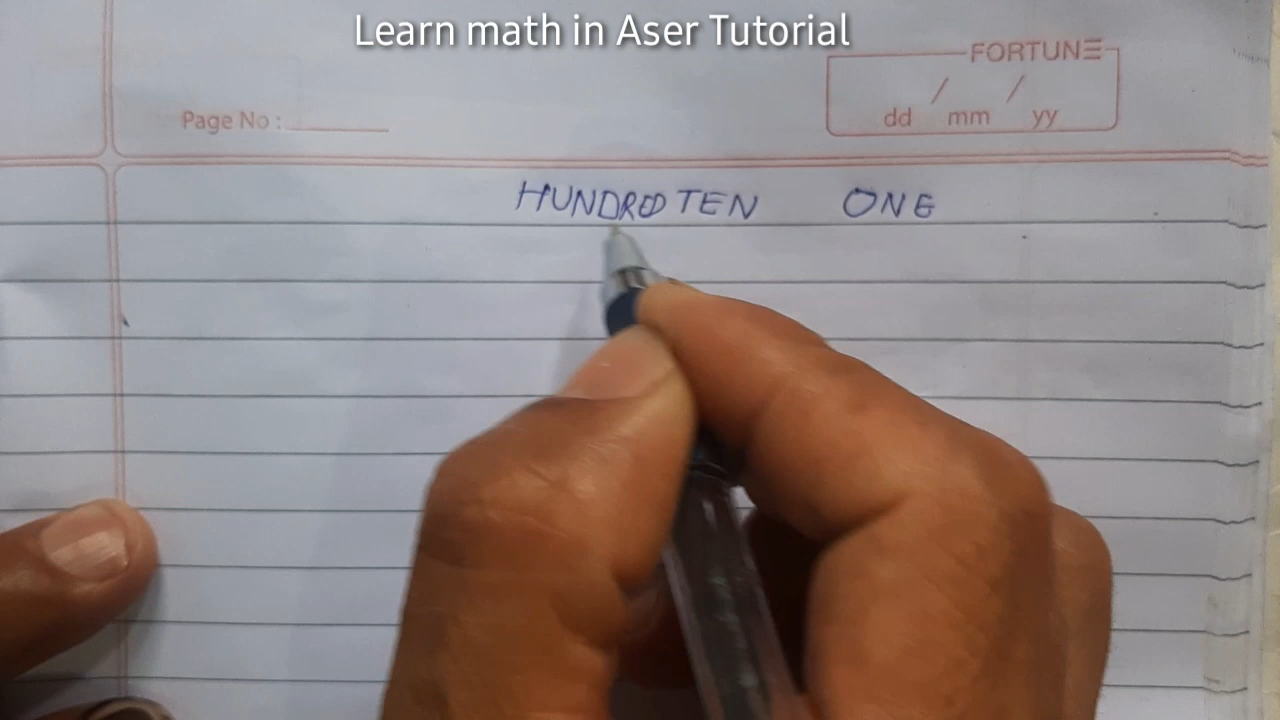 Learn math in Aser Tutorial
FORTUNE
Page No :
dd / mm / yy
HUNDRED TEN ONE